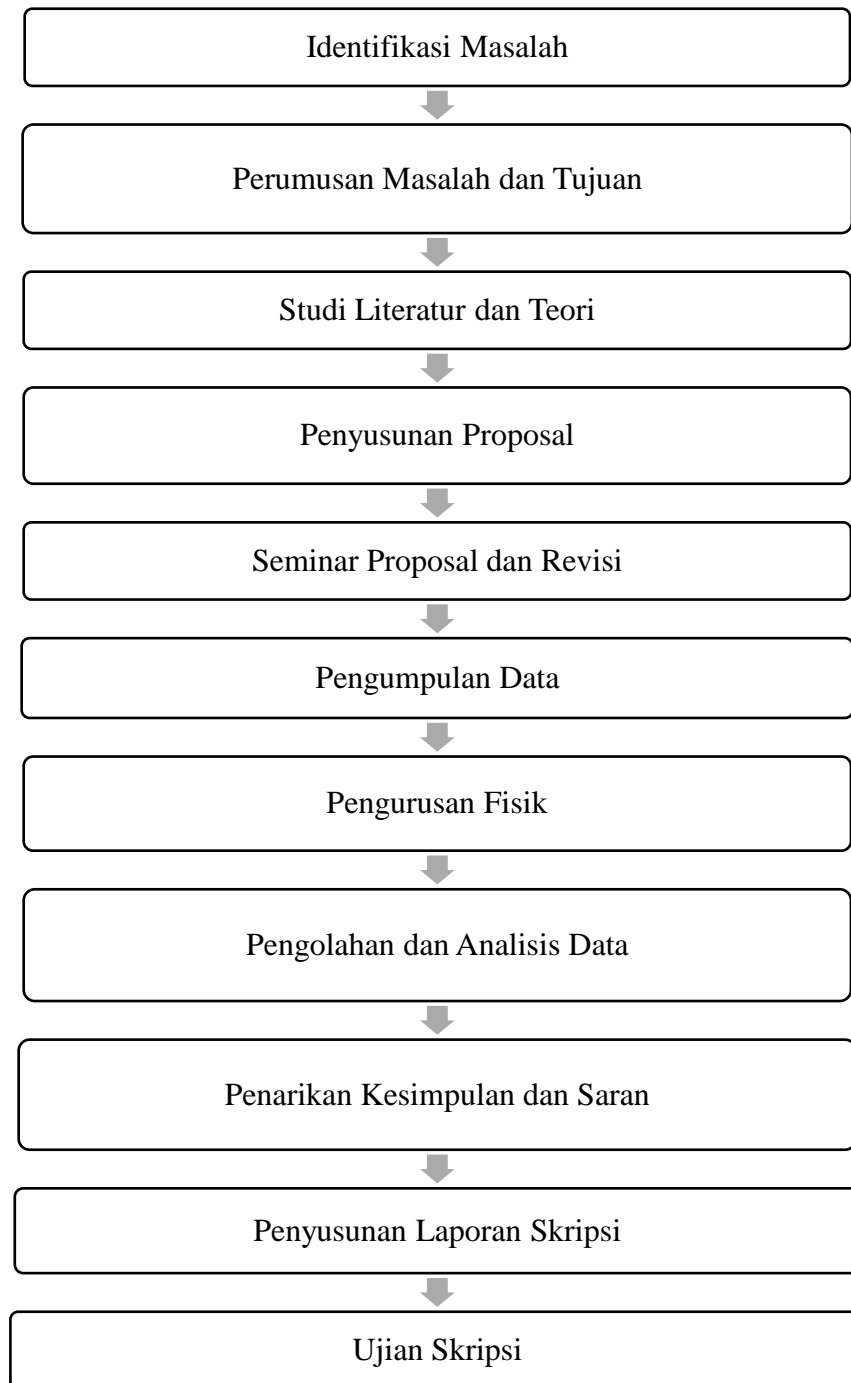 Identifikasi Masalah
Perumusan Masalah dan Tujuan
Studi Literatur dan Teori
Penyusunan Proposal
Seminar Proposal dan Revisi
Pengumpulan Data
Pengurusan Fisik
Pengolahan dan Analisis Data
Penarikan Kesimpulan dan Saran
Penyusunan Laporan Skripsi
Ujian Skripsi